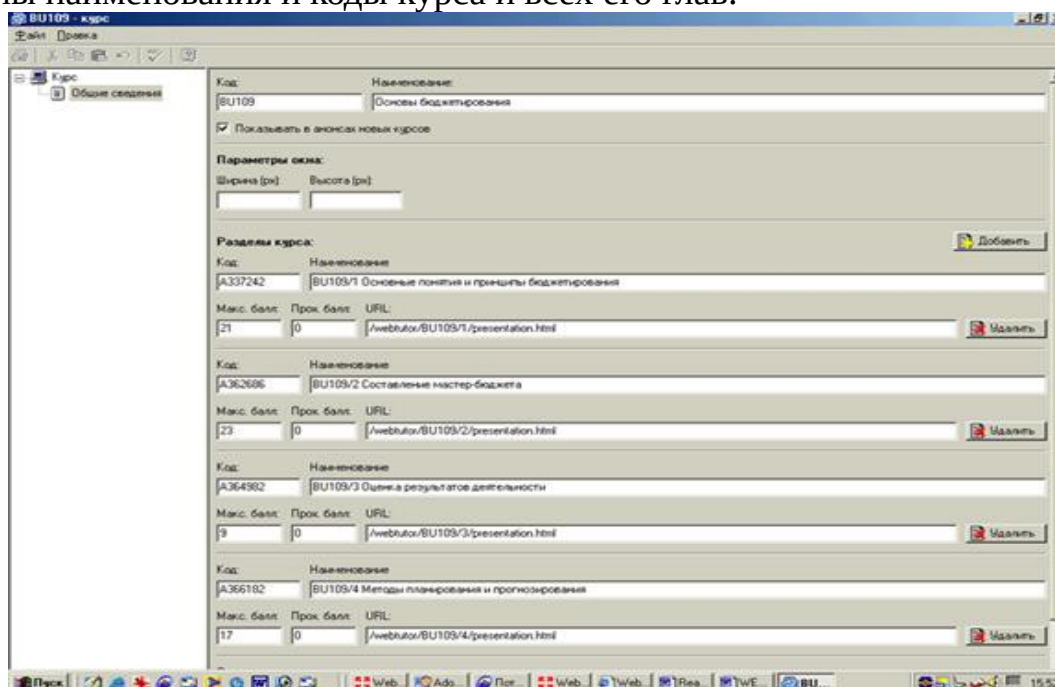 наименования и коды курса и всех его глав.
BU109 - курс
Файл Правка
Курс
Общие сведения
Код: Наименование:
BU109 Основы бюджетирования
Показывать в анонсах новых курсов
Параметры окна:
Ширина (px): Высота (px):
Разделы курса: Добавить
Код: Наименование
A337242 BU109/1 Основные понятия и принципы бюджетирования
Макс. балл: Прох. балл: URL:
21 0 /webtutor/BU109/1/presentation.html Удалить
Код: Наименование
A362686 BU109/2 Составление мастер-бюджета
Макс. балл: Прох. балл: URL:
23 0 /webtutor/BU109/2/presentation.html Удалить
Код: Наименование
A364982 BU109/3 Оценка результатов деятельности
Макс. балл: Прох. балл: URL:
9 0 /webtutor/BU109/3/presentation.html Удалить
Код: Наименование
A366182 BU109/4 Методы планирования и прогнозирования
Макс. балл: Прох. балл: URL:
17 0 /webtutor/BU109/4/presentation.html Удалить
Пуск Web... Ado... Пог... Web... Web... Rea... WE... BU...